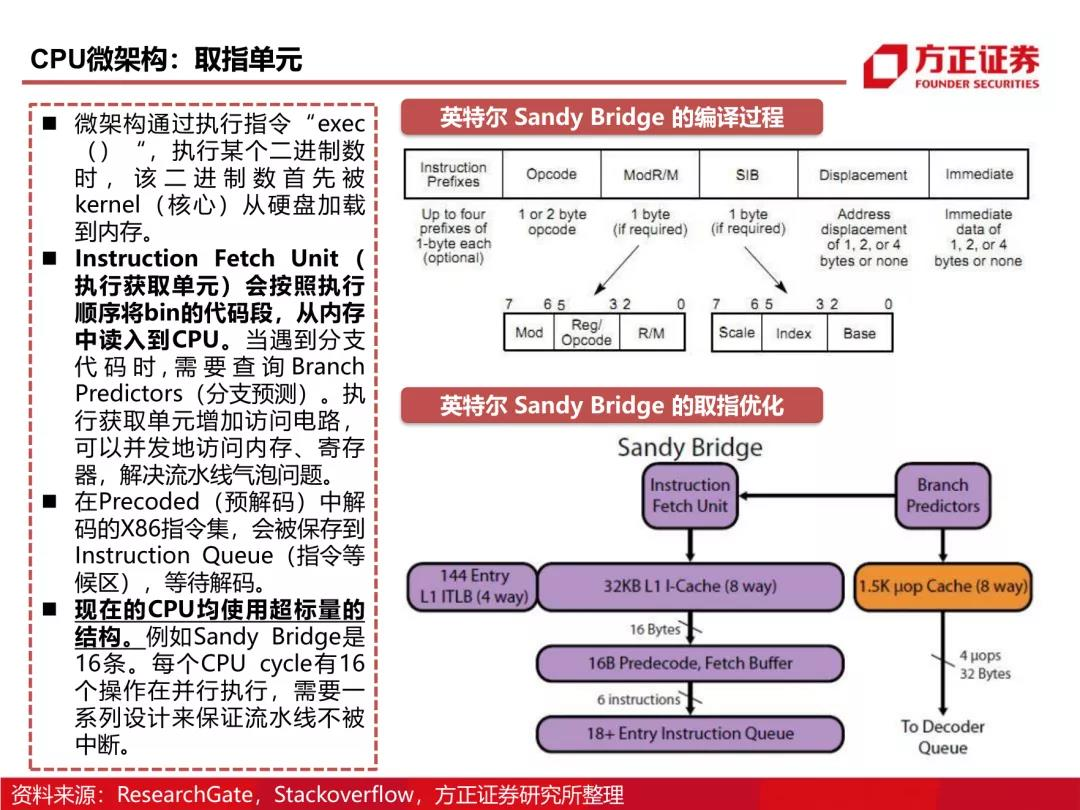 CPU微架构：取指单元
方正证券
FOUNDER SECURITIES
■ 微架构通过执行指令“exec
（）“，执行某个二进制数
时，该二进制数首先被
kernel（核心）从硬盘加载
到内存。
■ Instruction Fetch Unit（
执行获取单元）会按照执行
顺序将bin的代码段，从内存
中读入到CPU。当遇到分支
代码时,需要查询Branch
Predictors（分支预测）。执
行获取单元增加访问电路，
可以并发地访问内存、寄存
器，解决流水线气泡问题。
■ 在Precoded（预解码）中解
码的X86指令集，会被保存到
Instruction Queue（指令等
候区），等待解码。
■ 现在的CPU均使用超标量的
结构。例如Sandy Bridge是
16条。每个CPU cycle有16
个操作在并行执行，需要一
系列设计来保证流水线不被
中断。
英特尔 Sandy Bridge 的编译过程
Instruction Prefixes
Opcode
ModR/M
SIB
Displacement
Immediate
Up to four
prefixes of
1-byte each
(optional)
1 or 2 byte
opcode
1 byte
(if required)
1 byte
(if required)
Address
displacement
of 1, 2, or 4
bytes or none
Immediate
data of
1, 2, or 4
bytes or none
7 6 5 3 2 0
Mod
Reg/
Opcode
R/M
7 6 5 3 2 0
Scale
Index
Base
英特尔 Sandy Bridge 的取指优化
Sandy Bridge
Instruction
Fetch Unit
Branch
Predictors
144 Entry
L1 ITLB (4 way)
32KB L1 I-Cache (8 way)
1.5K μop Cache (8 way)
16 Bytes
16B Predecode, Fetch Buffer
4 μops
32 Bytes
6 instructions
18+ Entry Instruction Queue
To Decoder
Queue
资料来源：ResearchGate，Stackoverflow，方正证券研究所整理